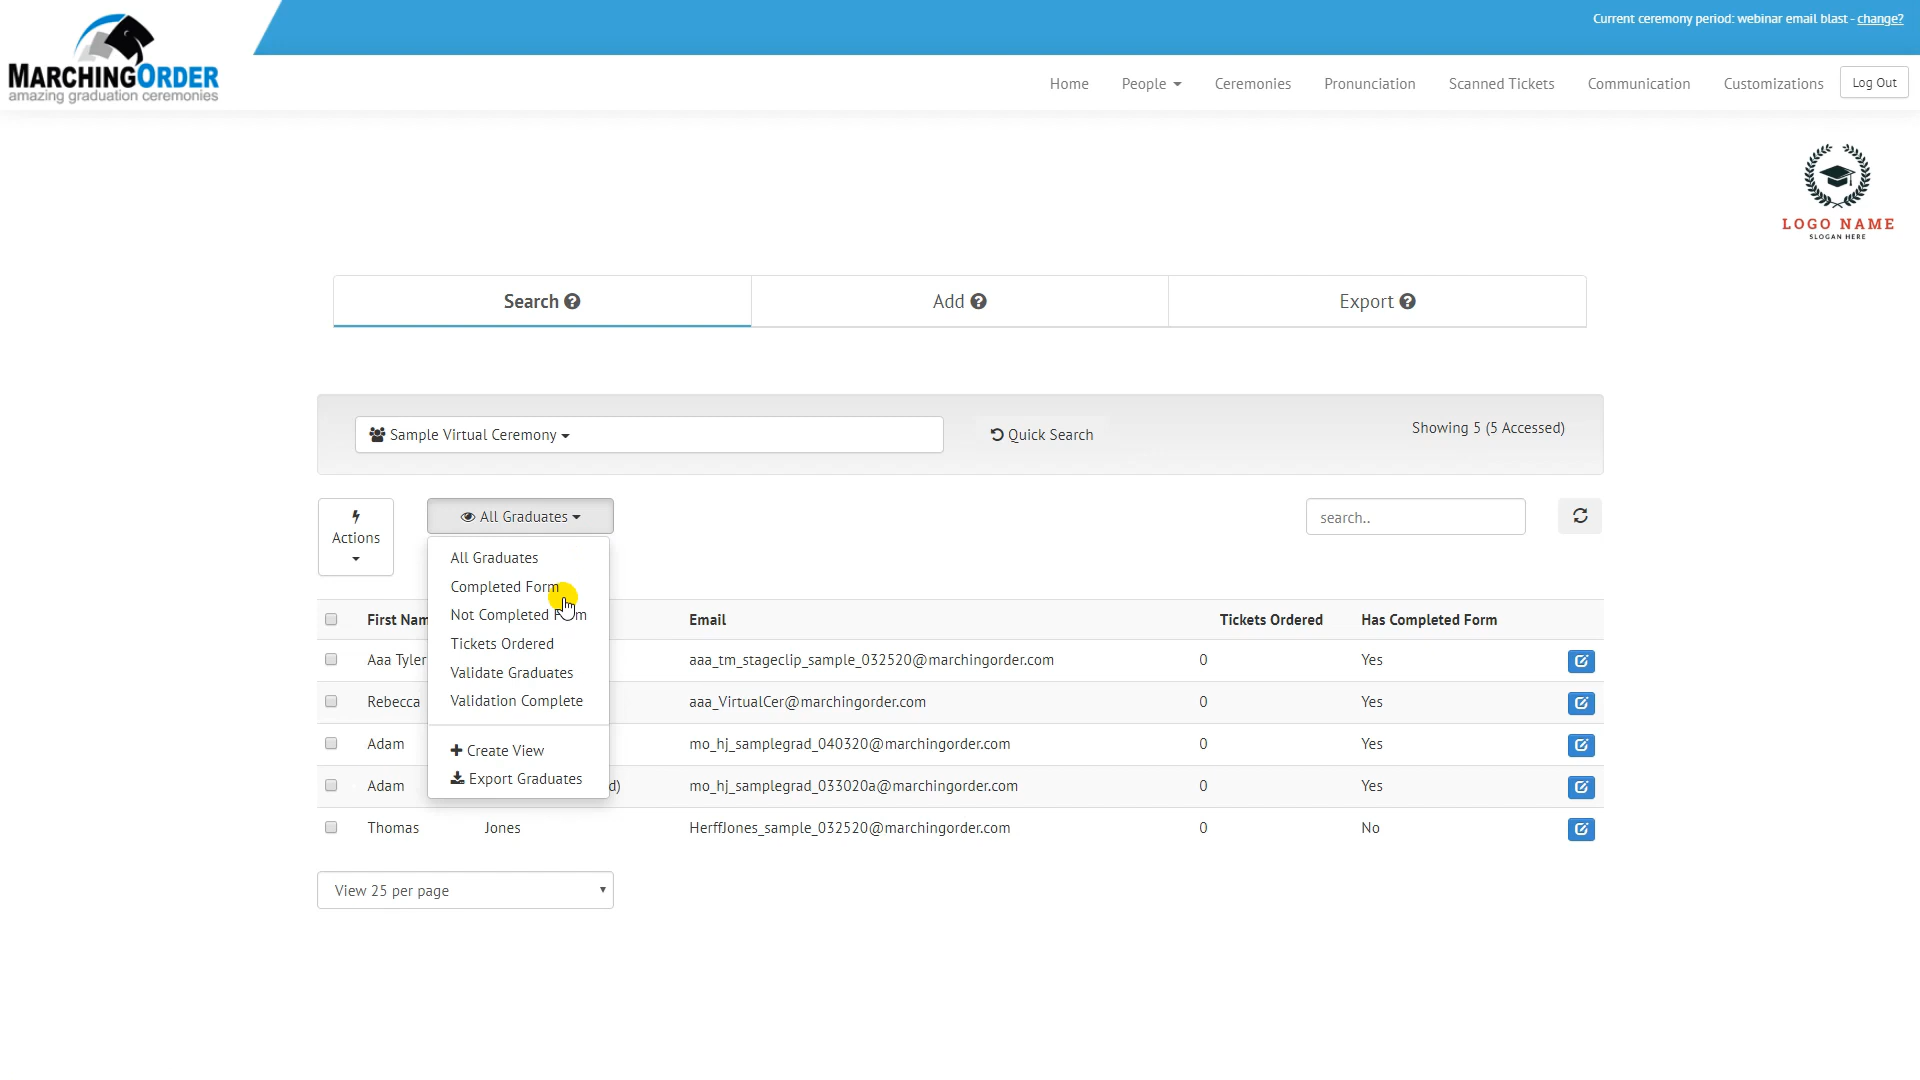 Current ceremony period: webinar email blast - change?
MARCHINGORDER
amazing graduation ceremonies
Home People Ceremonies Pronunciation Scanned Tickets Communication Customizations Log Out
LOGO NAME
SLOGAN HERE
Search Add Export
Sample Virtual Ceremony Quick Search Showing 5 (5 Accessed)
Actions
All Graduates
search..
All Graduates
Completed Form
Not Completed
Tickets Ordered
Validate Graduates
Validation Complete
Create View
Export Graduates
First Email Tickets Ordered Has Completed Form
Aaa Tyler aaa_tm_stageclip_sample_032520@marchingorder.com 0 Yes
Rebecca aaa_VirtualCer@marchingorder.com 0 Yes
Adam mo_hj_samplegrad_040320@marchingorder.com 0 Yes
Adam d) mo_hj_samplegrad_033020a@marchingorder.com 0 Yes
Thomas Jones HerffJones_sample_032520@marchingorder.com 0 No
View 25 per page